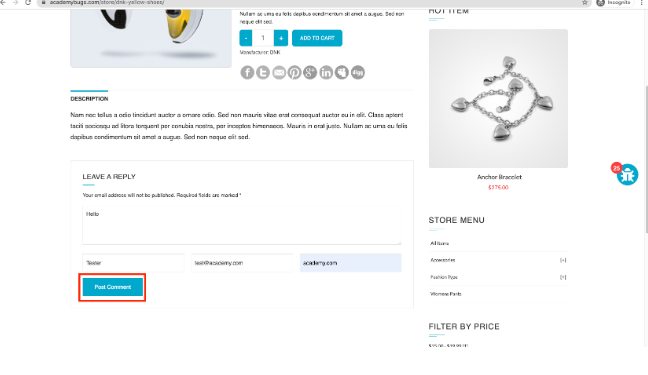 academybugs.com/store/dnk-yellow-shoes/
Incognito
Nullam ac urna eu felis dapibus condimentum sit amet a augue. Sed non
neque elit sed.
- 1 + ADD TO CART
Manufacturer: DNK
digg
DESCRIPTION
Nam nec tellus a odio tincidunt auctor a ornare odio. Sed non mauris vitae erat consequat auctor eu in elit. Class aptent
taciti sociosqu ad litora torquent per conubia nostra, per inceptos himenaeos. Mauris in erat justo. Nullam ac urna eu felis
dapibus condimentum sit amet a augue. Sed non neque elit sed.
LEAVE A REPLY
Your email address will not be published. Required fields are marked *
Hello
Tester
test@academy.com
academy.com
Post Comment
HOT ITEM
Anchor Bracelet
$275.00
25
STORE MENU
All Items
Accessories [+]
Fashion Type [+]
Womens Pants
FILTER BY PRICE